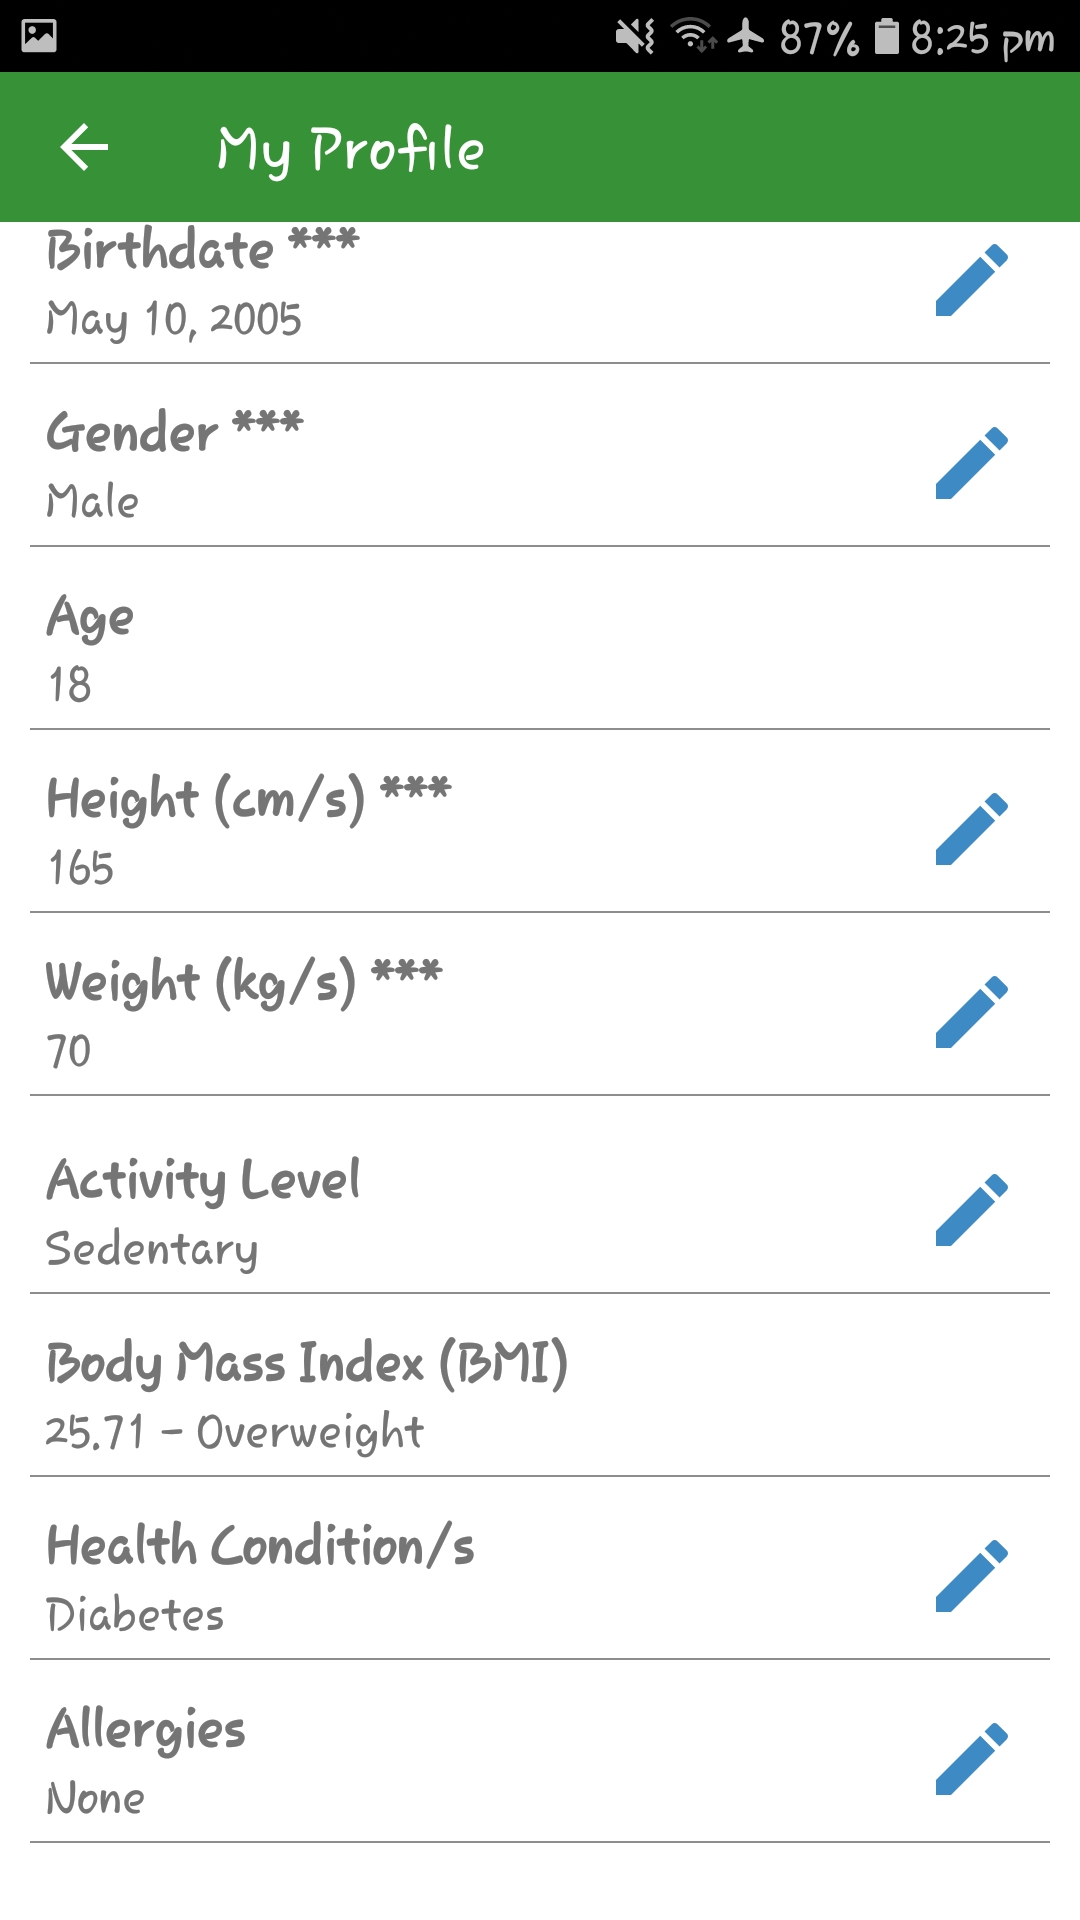 87% 8:25 pm
My Profile
Birthdate ***
May 10, 2005
Gender ***
Male
Age
18
Height (cm/s) ***
165
Weight (kg/s) ***
70
Activity Level
Sedentary
Body Mass Index (BMI)
25.71 - Overweight
Health Condition/s
Diabetes
Allergies
None